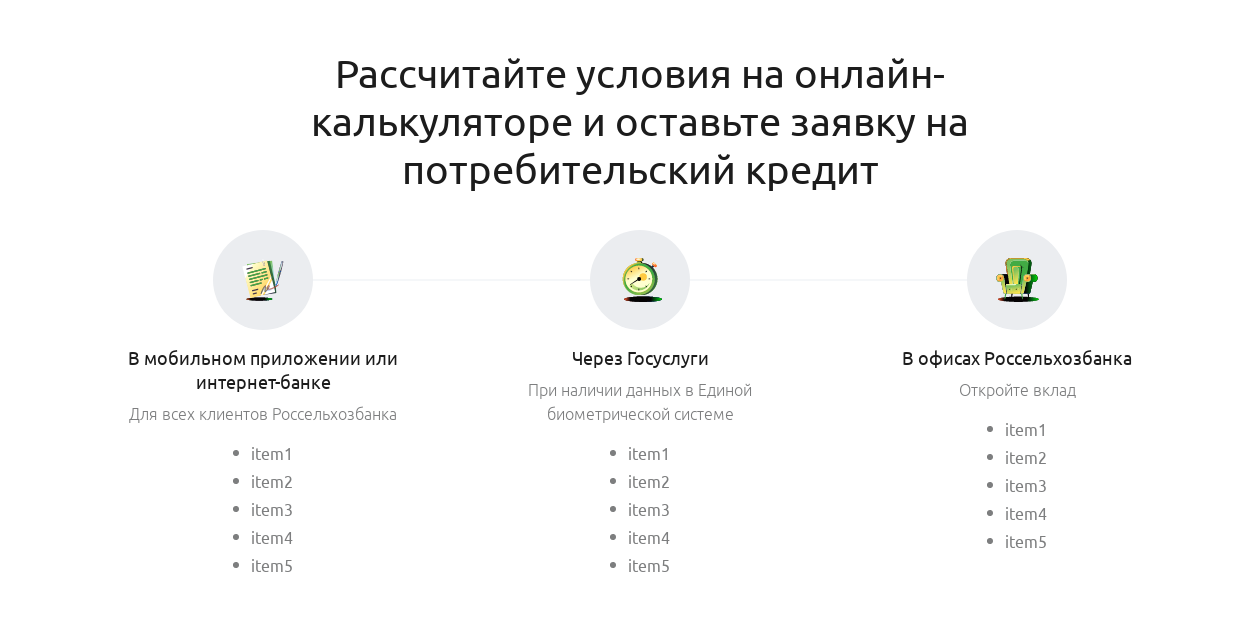 Рассчитайте условия на онлайн-
калькуляторе и оставьте заявку на
потребительский кредит
В мобильном приложении или
интернет-банке
Для всех клиентов Россельхозбанка
• item1
• item2
• item3
• item4
• item5
Через Госуслуги
При наличии данных в Единой
биометрической системе
• item1
• item2
• item3
• item4
• item5
В офисах Россельхозбанка
Откройте вклад
• item1
• item2
• item3
• item4
• item5